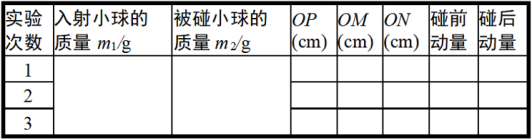 实验 入射小球的 被碰小球的 OP OM ON 碰前 碰后
次数 质量 m₁/g 质量 m₂/g (cm) (cm) (cm) 动量 动量
1
2
3